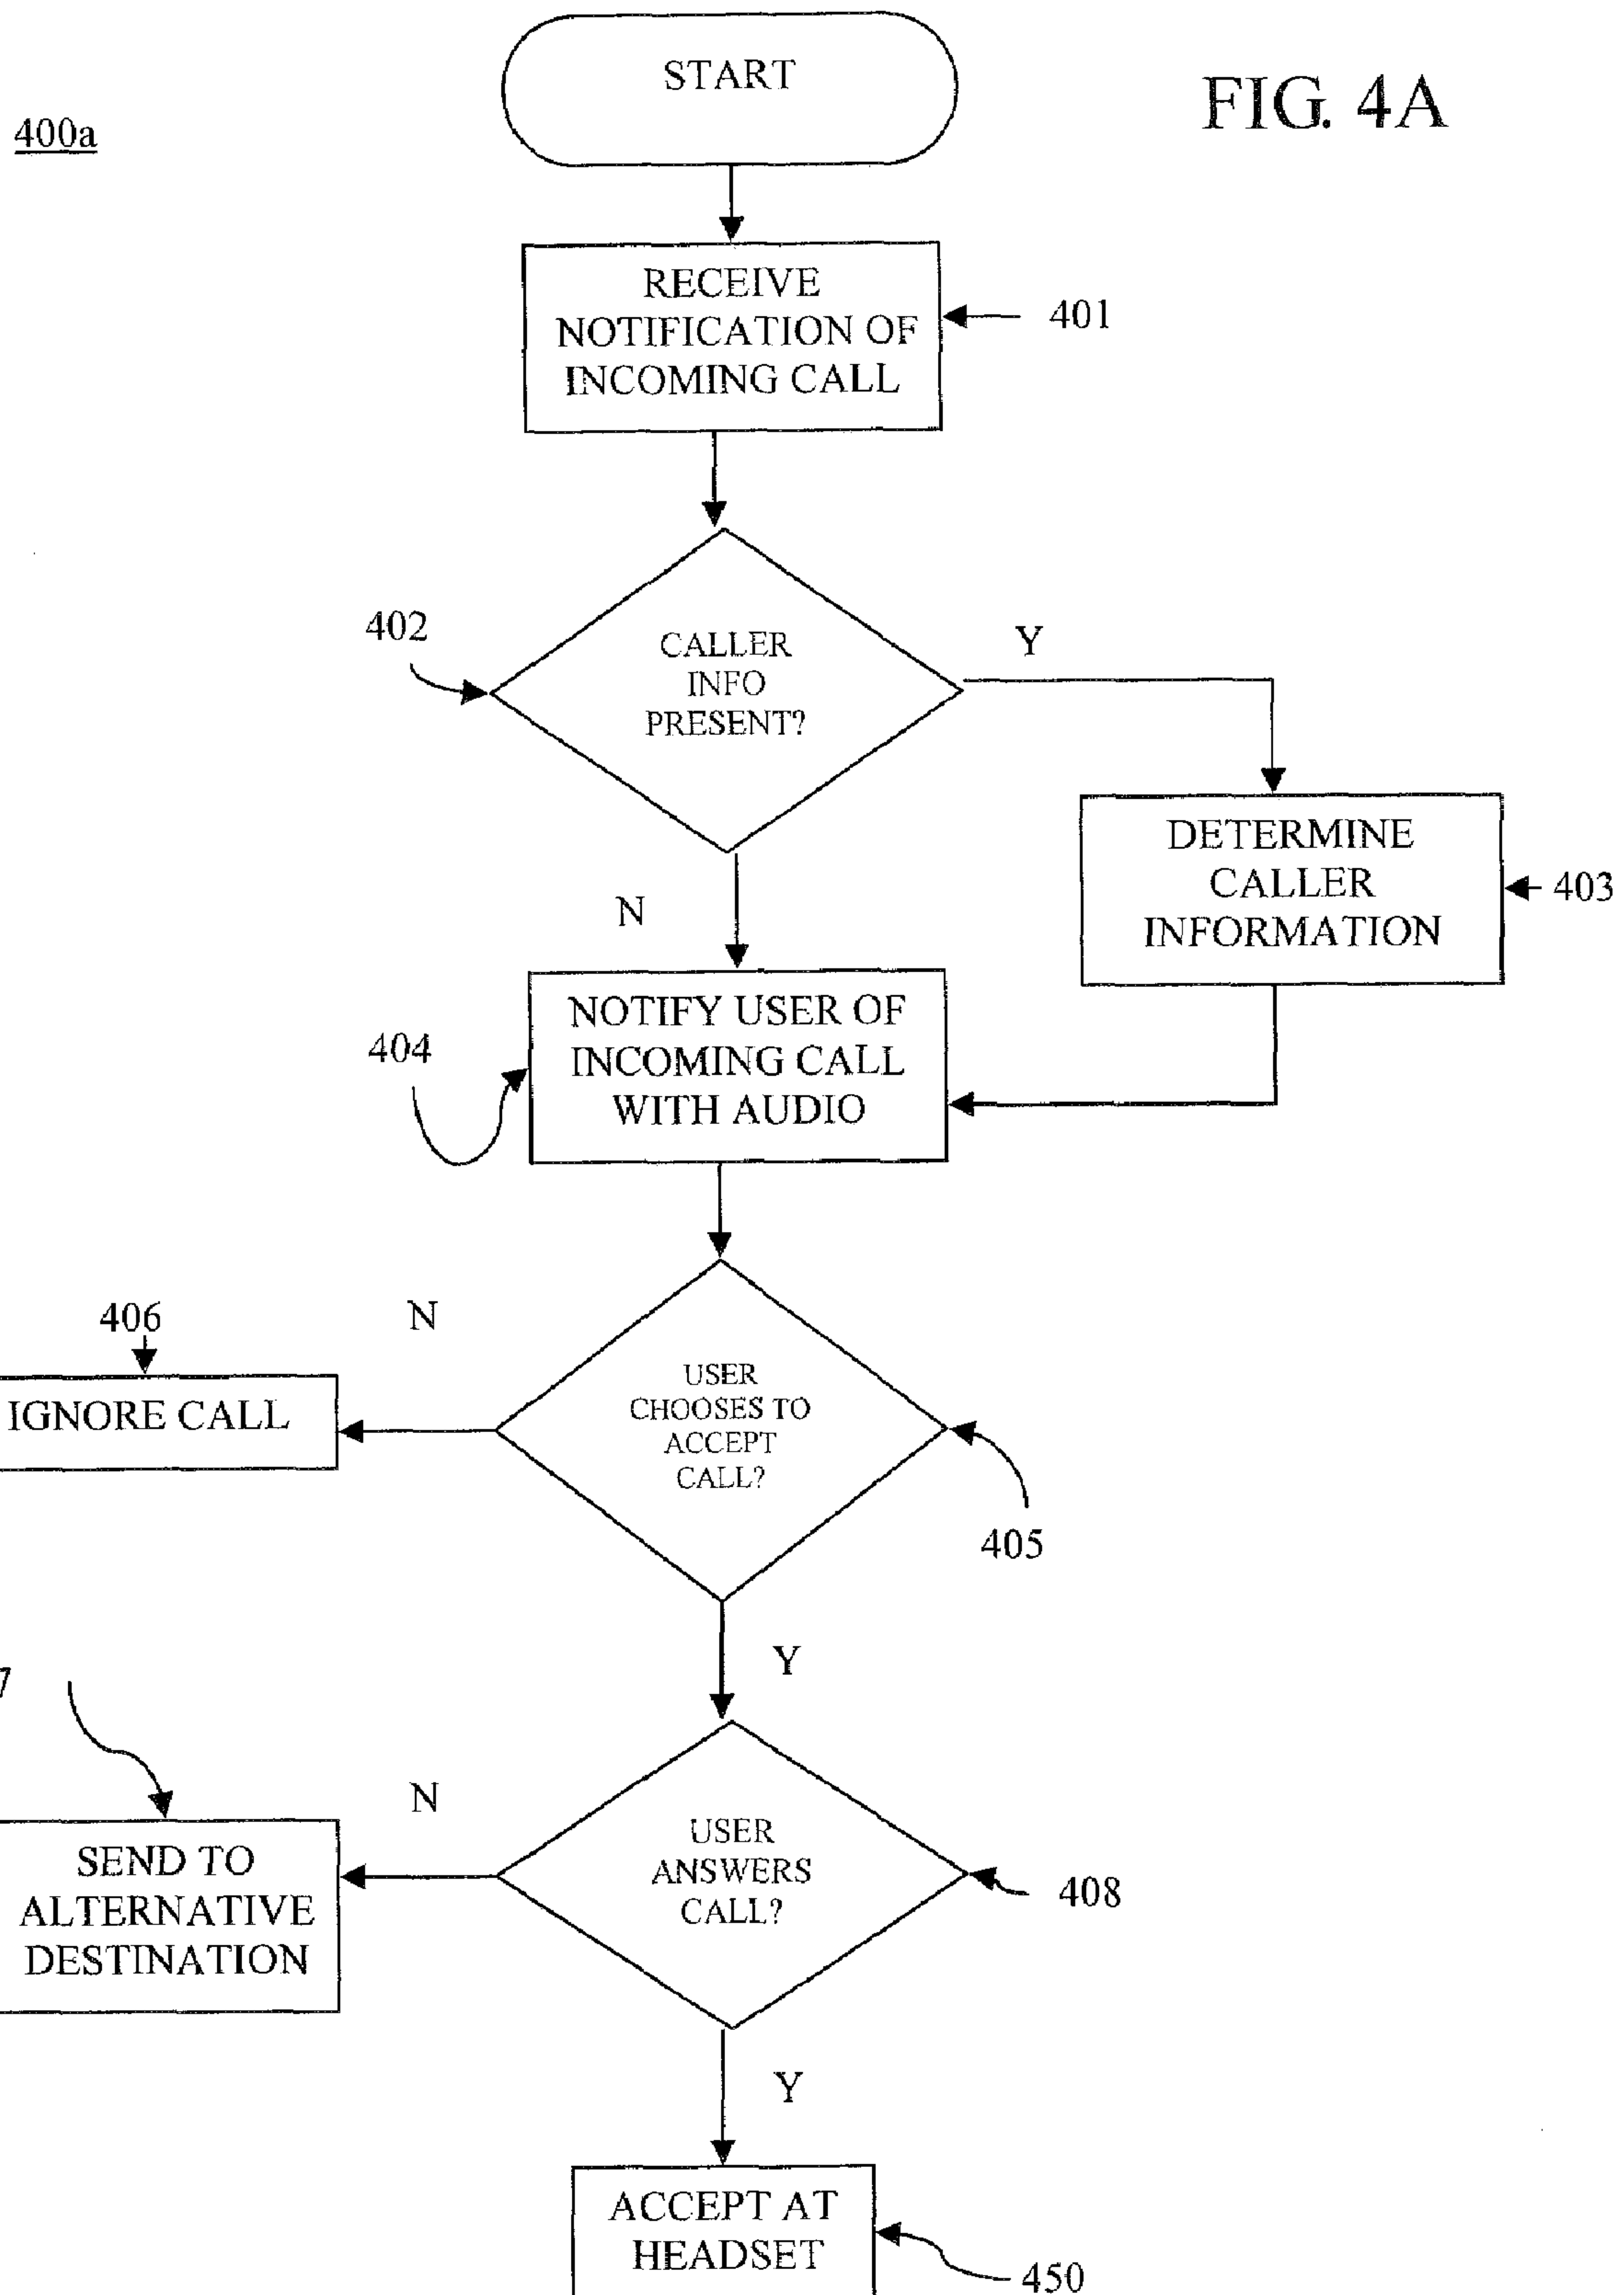 START
FIG. 4A
400a
RECEIVE
NOTIFICATION OF
INCOMING CALL
401
402
CALLER
INFO
PRESENT?
Y
DETERMINE
CALLER
INFORMATION
403
N
NOTIFY USER OF
INCOMING CALL
WITH AUDIO
404
406
N
IGNORE CALL
USER
CHOOSES TO
ACCEPT
CALL?
405
Y
7
N
SEND TO
ALTERNATIVE
DESTINATION
USER
ANSWERS
CALL?
408
Y
ACCEPT AT
HEADSET
450